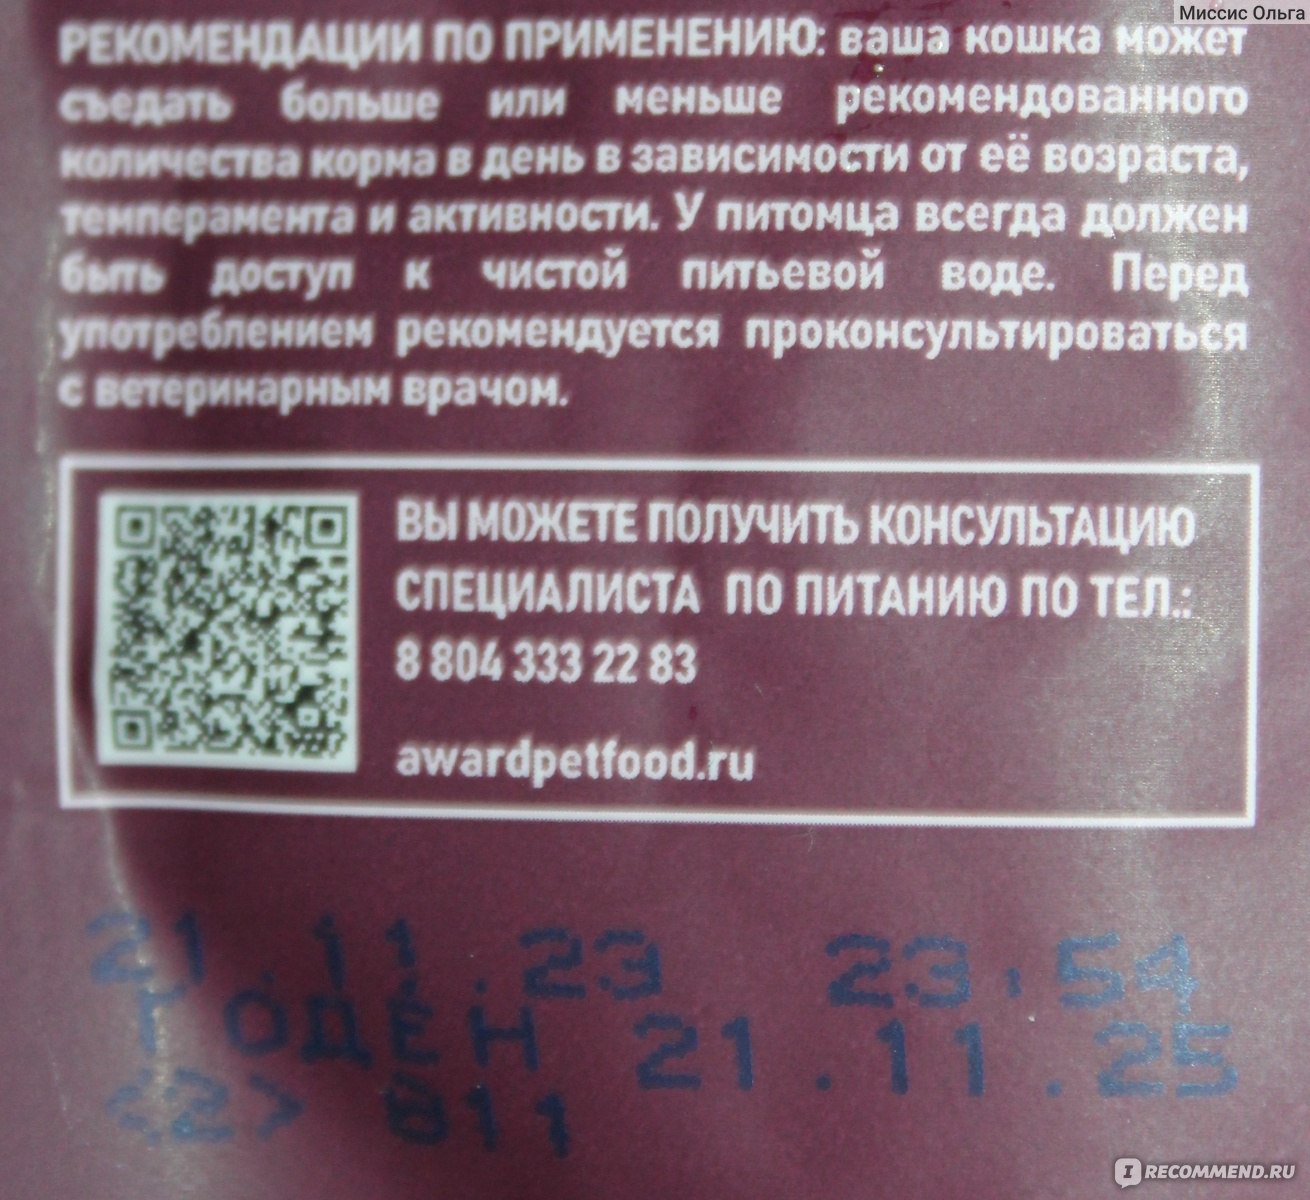 Миссис Ольга
РЕКОМЕНДАЦИИ ПО ПРИМЕНЕНИЮ: ваша кошка может
съедать больше или меньше рекомендованного
количества корма в день в зависимости от её возраста,
темперамента и активности. У питомца всегда должен
быть доступ к чистой питьевой воде. Перед
употреблением рекомендуется проконсультироваться
с ветеринарным врачом.
ВЫ МОЖЕТЕ ПОЛУЧИТЬ КОНСУЛЬТАЦИЮ
СПЕЦИАЛИСТА ПО ПИТАНИЮ ПО ТЕЛ.:
8 804 333 22 83
awardpetfood.ru
21.11.23 23:54
ГОДЕН 21.11.25
<2> 811
IRECOMMEND.RU